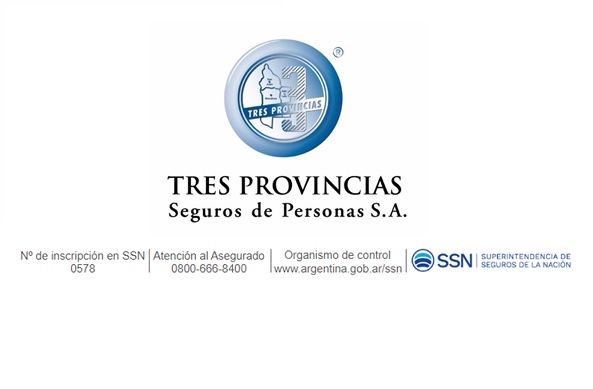 ®
3
TRES PROVINCIAS
TRES PROVINCIAS
Seguros de Personas S.A.
Nº de inscripción en SSN
0578
Atención al Asegurado
0800-666-8400
Organismo de control
www.argentina.gob.ar/ssn
SSN
SUPERINTENDENCIA DE
SEGUROS DE LA NACIÓN